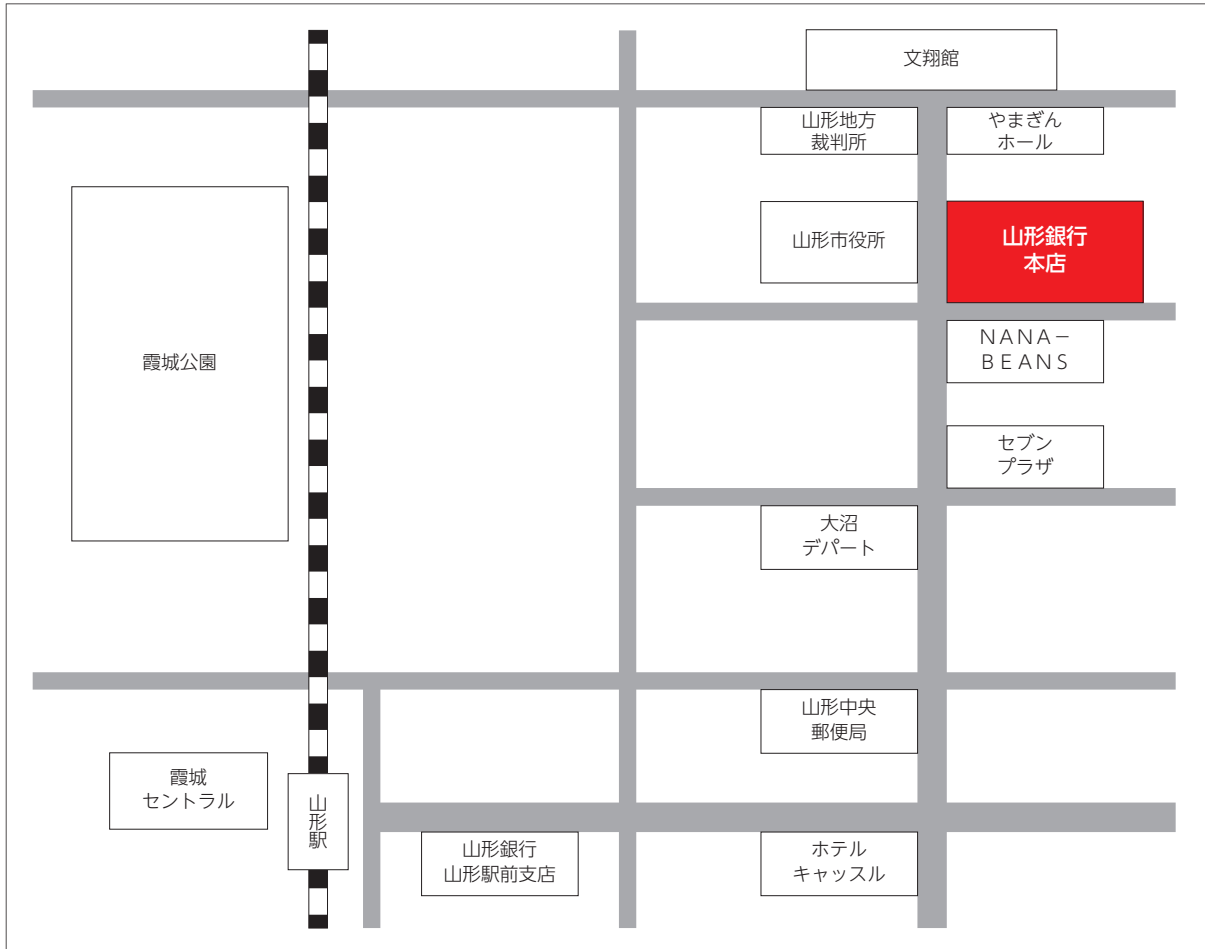 文翔館
山形地方
裁判所
やまぎん
ホール
山形市役所
山形銀行
本店
霞城公園
ＮＡＮＡ－
ＢＥＡＮＳ
セブン
プラザ
大沼
デパート
山形中央
郵便局
霞城
セントラル
山形駅
山形銀行
山形駅前支店
ホテル
キャッスル